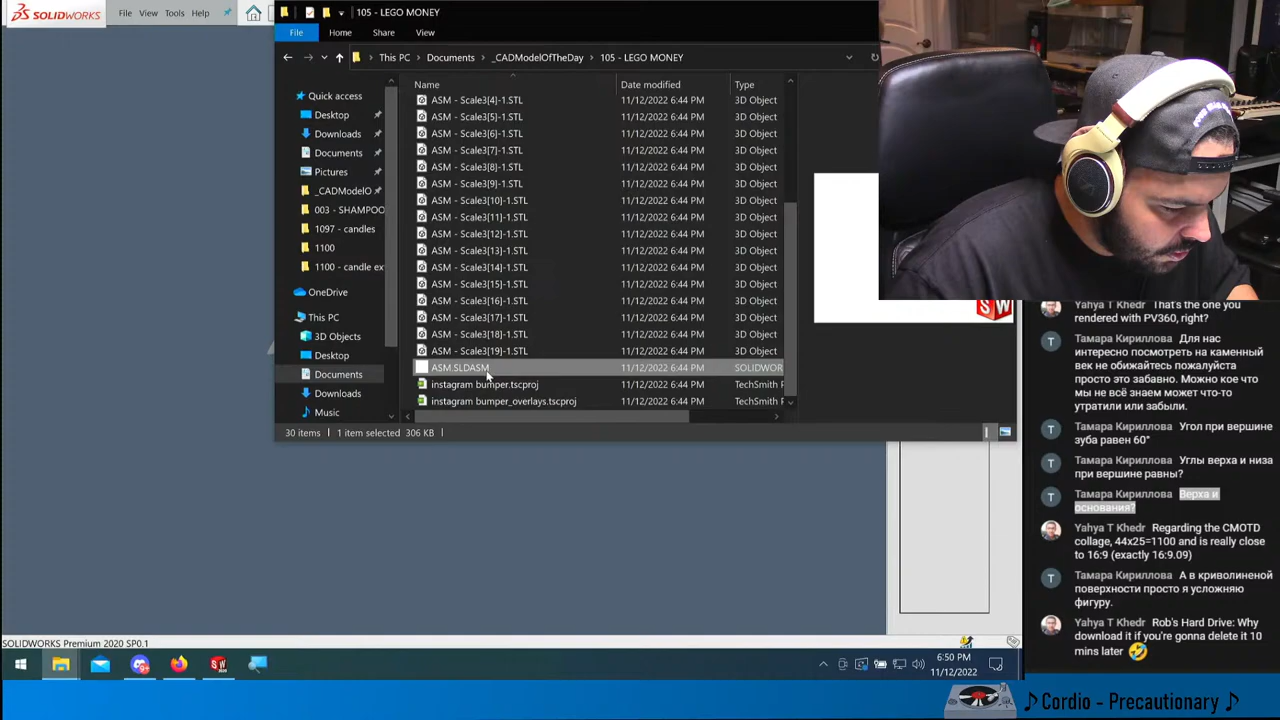 SOLIDWORKS
File View Tools Help
105 - LEGO MONEY
File Home Share View
This PC Documents _CADModelOfTheDay 105 - LEGO MONEY
Name Date modified Type
Quick access
Desktop
Downloads
Documents
Pictures
_CADModelO
003 - SHAMPOO
1097 - candles
1100
1100 - candle ex
OneDrive
This PC
3D Objects
Desktop
Documents
Downloads
Music
ASM - Scale3[4]-1.STL 11/12/2022 6:44 PM 3D Object
ASM - Scale3[5]-1.STL 11/12/2022 6:44 PM 3D Object
ASM - Scale3[6]-1.STL 11/12/2022 6:44 PM 3D Object
ASM - Scale3[7]-1.STL 11/12/2022 6:44 PM 3D Object
ASM - Scale3[8]-1.STL 11/12/2022 6:44 PM 3D Object
ASM - Scale3[9]-1.STL 11/12/2022 6:44 PM 3D Object
ASM - Scale3[10]-1.STL 11/12/2022 6:44 PM 3D Object
ASM - Scale3[11]-1.STL 11/12/2022 6:44 PM 3D Object
ASM - Scale3[12]-1.STL 11/12/2022 6:44 PM 3D Object
ASM - Scale3[13]-1.STL 11/12/2022 6:44 PM 3D Object
ASM - Scale3[14]-1.STL 11/12/2022 6:44 PM 3D Object
ASM - Scale3[15]-1.STL 11/12/2022 6:44 PM 3D Object
ASM - Scale3[16]-1.STL 11/12/2022 6:44 PM 3D Object
ASM - Scale3[17]-1.STL 11/12/2022 6:44 PM 3D Object
ASM - Scale3[18]-1.STL 11/12/2022 6:44 PM 3D Object
ASM - Scale3[19]-1.STL 11/12/2022 6:44 PM 3D Object
ASM.SLDASM 11/12/2022 6:44 PM SOLIDWOR
instagram bumper.tscproj 11/12/2022 6:44 PM TechSmith P
instagram bumper_overlays.tscproj 11/12/2022 6:44 PM TechSmith P
30 items 1 item selected 306 KB
SW
Yahya T Khedr That's the one you
rendered with PV360, right?
Тамара Кириллова Для нас
интересно посмотреть на каменный
век не обижайтесь пожалуйста
просто это забавно. Можно кое что
мы не всё знаем может что-то
утратили или забыли.
Тамара Кириллова Угол при вершине
зуба равен 60°
Тамара Кириллова Углы верха и низа
при вершине равны?
Тамара Кириллова Верха и
основания?
Yahya T Khedr Regarding the CMOTD
collage, 44x25=1100 and is really close
to 16:9 (exactly 16:9.09)
Тамара Кириллова А в криволиненой
поверхности просто я усложняю
фигуру.
Yahya T Khedr Rob's Hard Drive: Why
download it if you're gonna delete it 10
mins later
SOLIDWORKS Premium 2020 SP0.1
6:50 PM
11/12/2022
♪ Cordio - Precautionary ♪